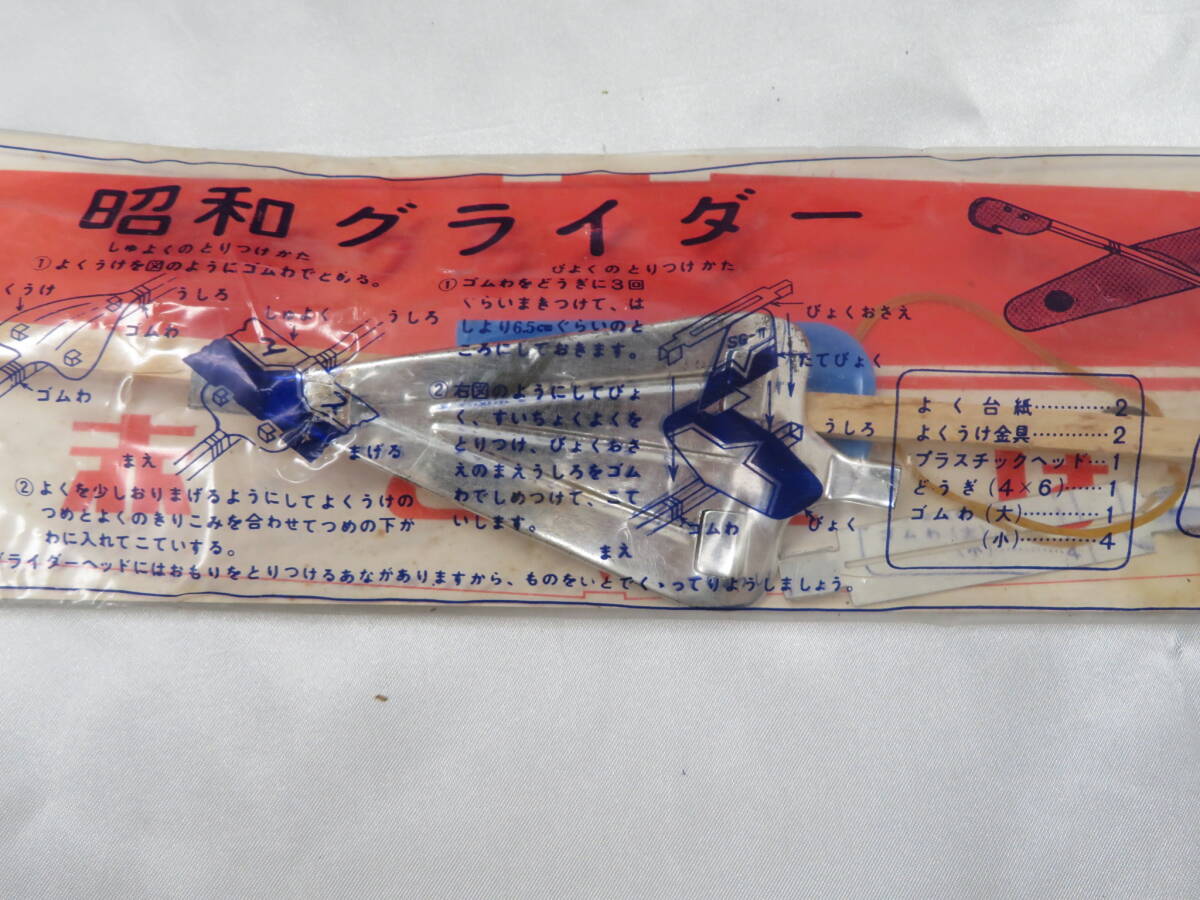 昭和グライダー
しゅよくのとりつけかた
①よくうけを図のようにゴムわでとめる。
くうけ
うしろ
ゴムわ
しゅよく
うしろ
ゴムわ
まえ
まげる
②よくを少しおりまげるようにしてよくうけの
つめとよくのきりこみを合わせてつめの下が
わに入れてこていする。
びよくのとりつけかた
①ゴムわをどうぎに3回
くらいまきつけて、は
しより6.5㎝ぐらいのと
ころにしておきます。
②右図のようにしてびょ
く、すいちょくよくを
とりつけ、びょくおさ
えのまえうしろをゴム
わでしめつけて、こて
いします。
びょくおさえ
SG-π
たてびょく
うしろ
ゴムわ
びょく
まえ
グライダーヘッドにはおもりをとりつけるあながありますから、ものをいとでくくってりようしましょう。
よく台紙…………2
よくうけ金具…………2
プラスチックヘッド…1
どうぎ(4×6)……1
ゴムわ(大)…………1
(小)…………4